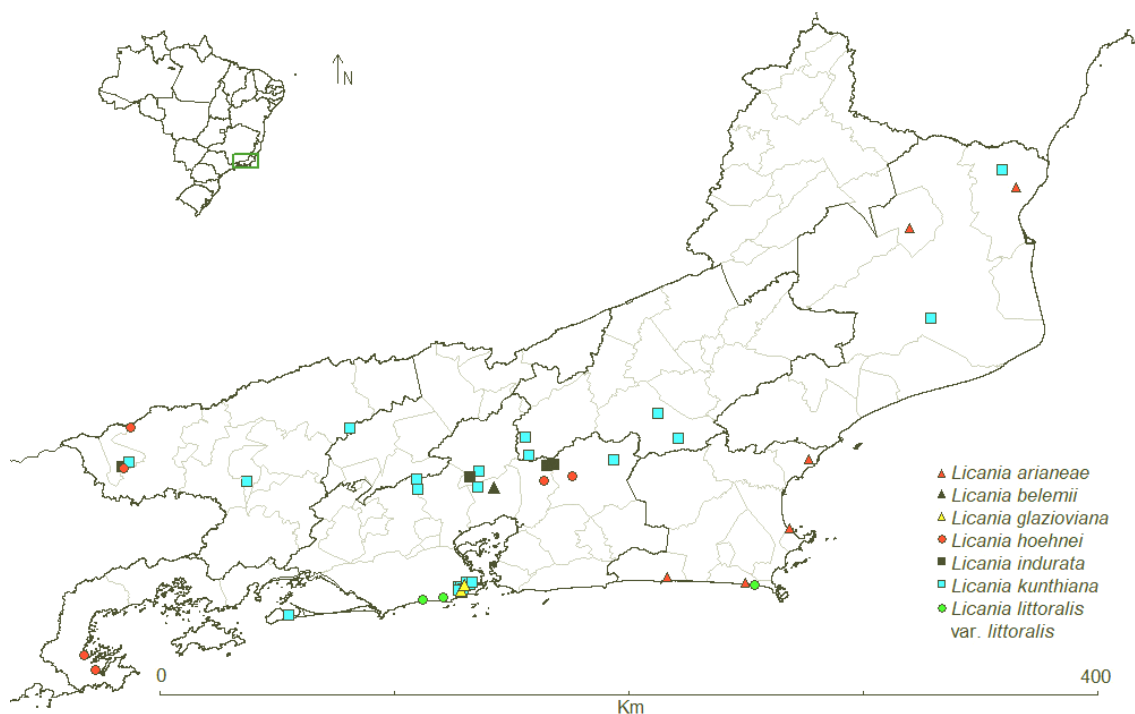 N
Licania arianeae
Licania belemii
Licania glazioviana
Licania hoehnei
Licania indurata
Licania kunthiana
Licania littoralis
var. littoralis
0
400
Km